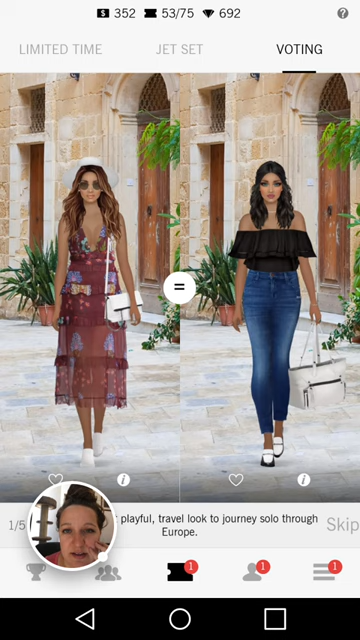 $ 352 53/75 692 ?
LIMITED TIME JET SET VOTING
=
i i
1/5 playful, travel look to journey solo through Skip
Europe.
1 1 1